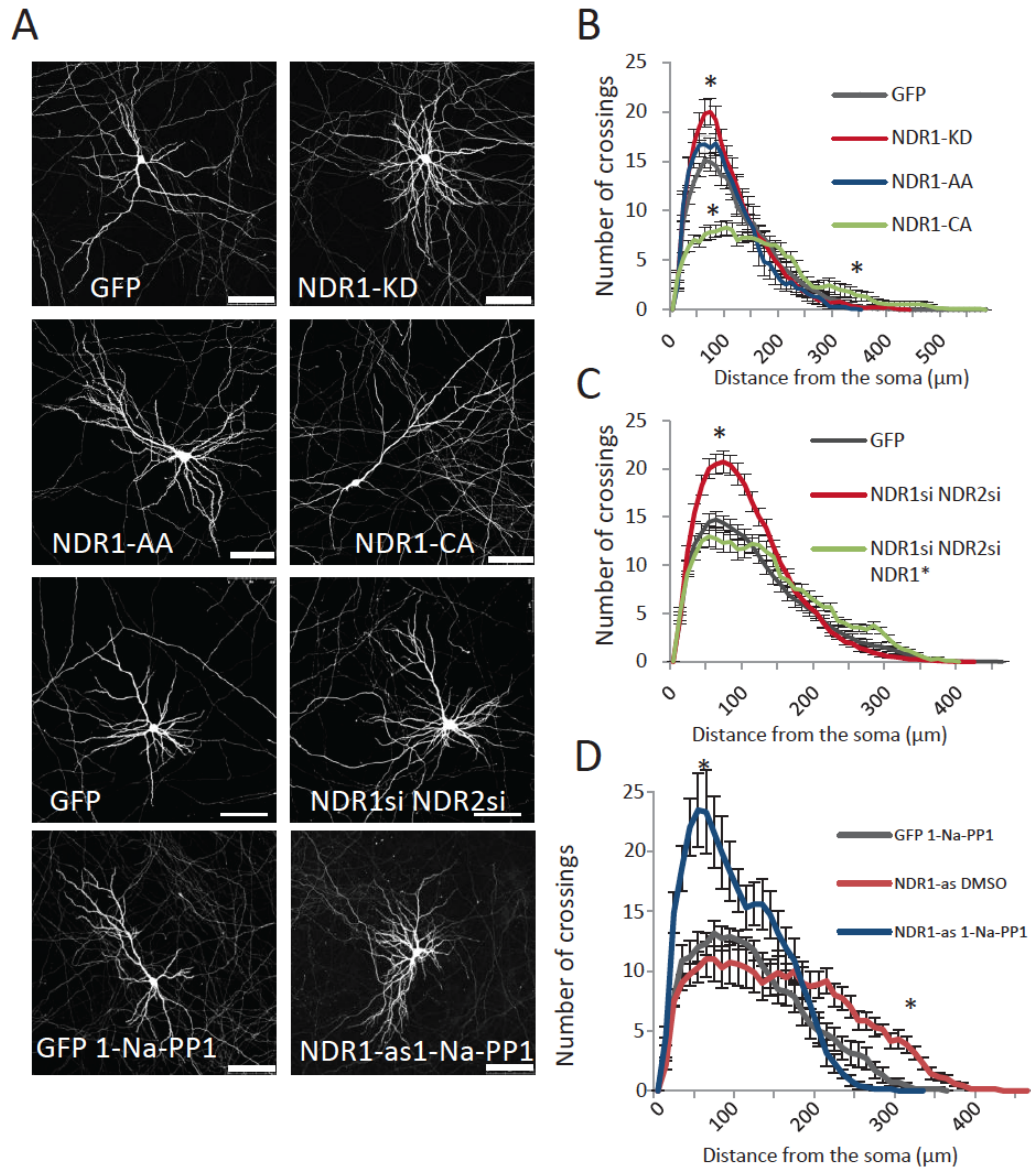 A
GFP
NDR1-KD
NDR1-AA
NDR1-CA
GFP
NDR1si NDR2si
GFP 1-Na-PP1
NDR1-as1-Na-PP1
B
Number of crossings
25
20
15
10
5
0
*
*
*
GFP
NDR1-KD
NDR1-AA
NDR1-CA
0
100
200
300
400
500
Distance from the soma (μm)
C
Number of crossings
25
20
15
10
5
0
*
GFP
NDR1si NDR2si
NDR1si NDR2si
NDR1*
0
100
200
300
400
Distance from the soma (μm)
D
Number of crossings
25
20
15
10
5
0
*
*
GFP 1-Na-PP1
NDR1-as DMSO
NDR1-as 1-Na-PP1
0
100
200
300
400
Distance from the soma (μm)